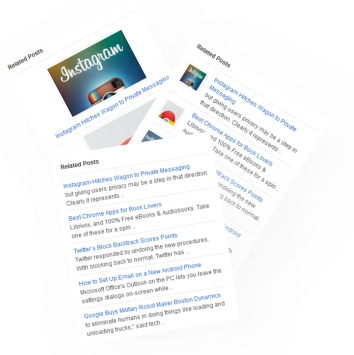 Related Posts
Instagram
Instagram Hitches Wagon to Private Messaging
Related Posts
Instagram Hitches Wagon to Private
Messaging
but giving users privacy may be a step in
that direction. Clearly it represents
Best Chrome Apps for Book Lovers
and 100% Free eBooks &
Take one of these for a spin ..
back to normal.
Related Posts
Instagram Hitches Wagon to Private Messaging
but giving users privacy may be a step in that direction.
Clearly it represents ..
Best Chrome Apps for Book Lovers
Librivox, and 100% Free eBooks & Audiobooks. Take
one of these for a spin ..
Twitter's Block Backtrack Scores Points
Twitter responded by undoing the new procedures.
With blocking back to normal, Twitter has ..
How to Set Up Email on a New Android Phone
Microsoft Office's Outlook on the PC lets you leave the
settings dialogs on-screen while ..
Google Buys Military Robot Maker Boston Dynamics
to eliminate humans in doing things like loading and
unloading trucks," said tech ..